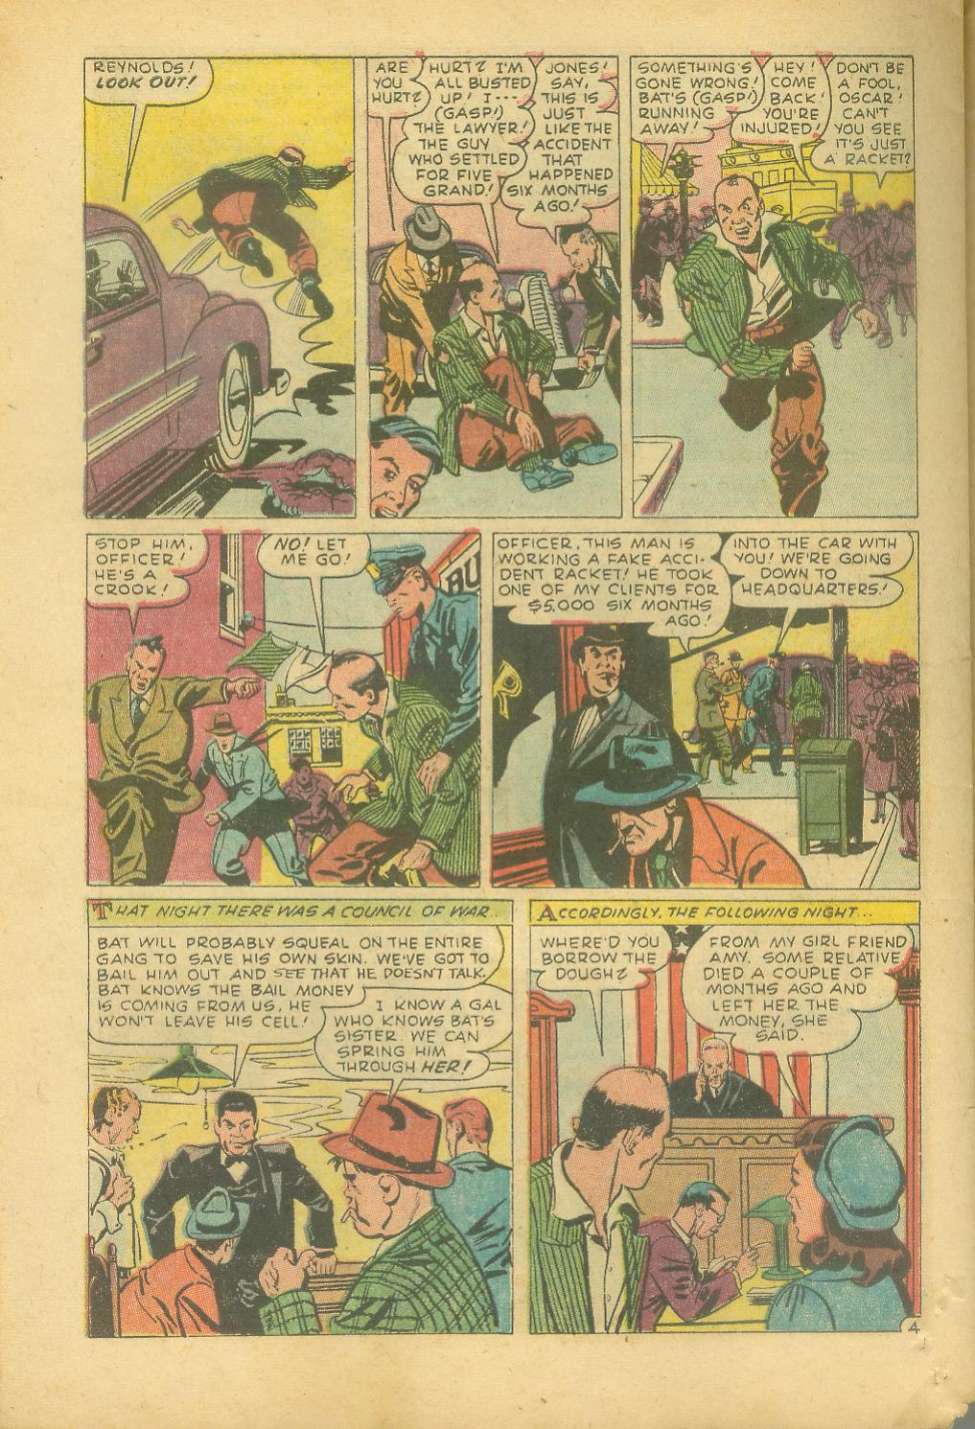 REYNOLDS!
LOOK OUT!
ARE
YOU
HURT?
HURT? I'M
ALL BUSTED
UP! I---
(GASP!)
THE LAWYER!
THE GUY
WHO SETTLED
FOR FIVE
GRAND!
JONES!
SAY,
THIS IS
JUST
LIKE THE
ACCIDENT
THAT
HAPPENED
SIX MONTHS
AGO!
SOMETHING'S
GONE WRONG!
BAT'S (GASP!)
RUNNING
AWAY!
HEY!
COME
BACK!
YOU'RE
INJURED!
DON'T BE
A FOOL,
OSCAR!
CAN'T
YOU SEE
IT'S JUST
A RACKET?
STOP HIM,
OFFICER!
HE'S A
CROOK!
NO! LET
ME GO!
AU
OFFICER, THIS MAN IS
WORKING A FAKE ACCI-
DENT RACKET! HE TOOK
ONE OF MY CLIENTS FOR
$5,000 SIX MONTHS
AGO!
INTO THE CAR WITH
YOU! WE'RE GOING
DOWN TO
HEADQUARTERS!
R
THAT NIGHT THERE WAS A COUNCIL OF WAR..
BAT WILL PROBABLY SQUEAL ON THE ENTIRE
GANG TO SAVE HIS OWN SKIN. WE'VE GOT TO
BAIL HIM OUT AND SEE THAT HE DOESN'T TALK.
BAT KNOWS THE BAIL MONEY
IS COMING FROM US, HE
WON'T LEAVE HIS CELL!
I KNOW A GAL
WHO KNOWS BAT'S
SISTER. WE CAN
SPRING HIM
THROUGH HER!
ACCORDINGLY, THE FOLLOWING NIGHT...
WHERE'D YOU
BORROW THE
DOUGH?
FROM MY GIRL FRIEND
AMY. SOME RELATIVE
DIED A COUPLE OF
MONTHS AGO AND
LEFT HER THE
MONEY, SHE
SAID.
4